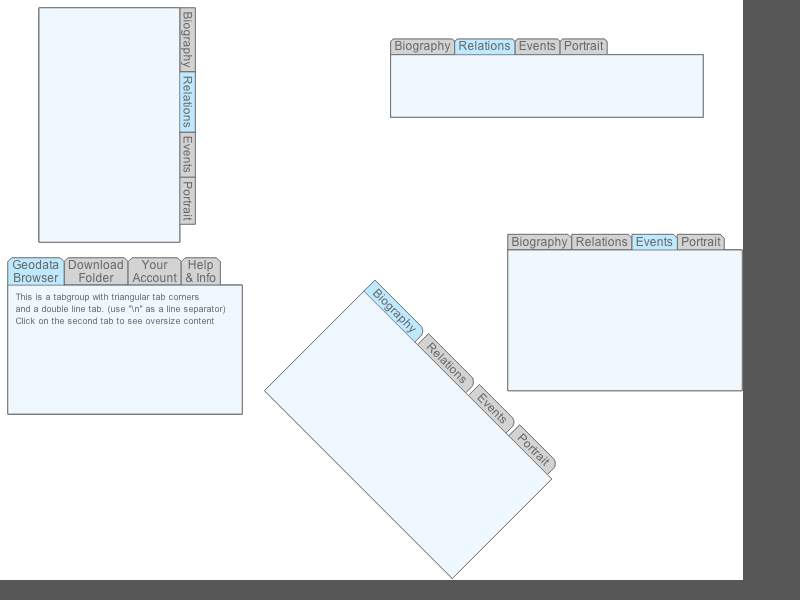 Biography
Relations
Events
Portrait
Biography Relations Events Portrait
Biography Relations Events Portrait
Geodata Download Your Help
Browser Folder Account & Info
This is a tabgroup with triangular tab corners
and a double line tab. (use "\n" as a line separator)
Click on the second tab to see oversize content
Biography
Relations
Events
Portrait